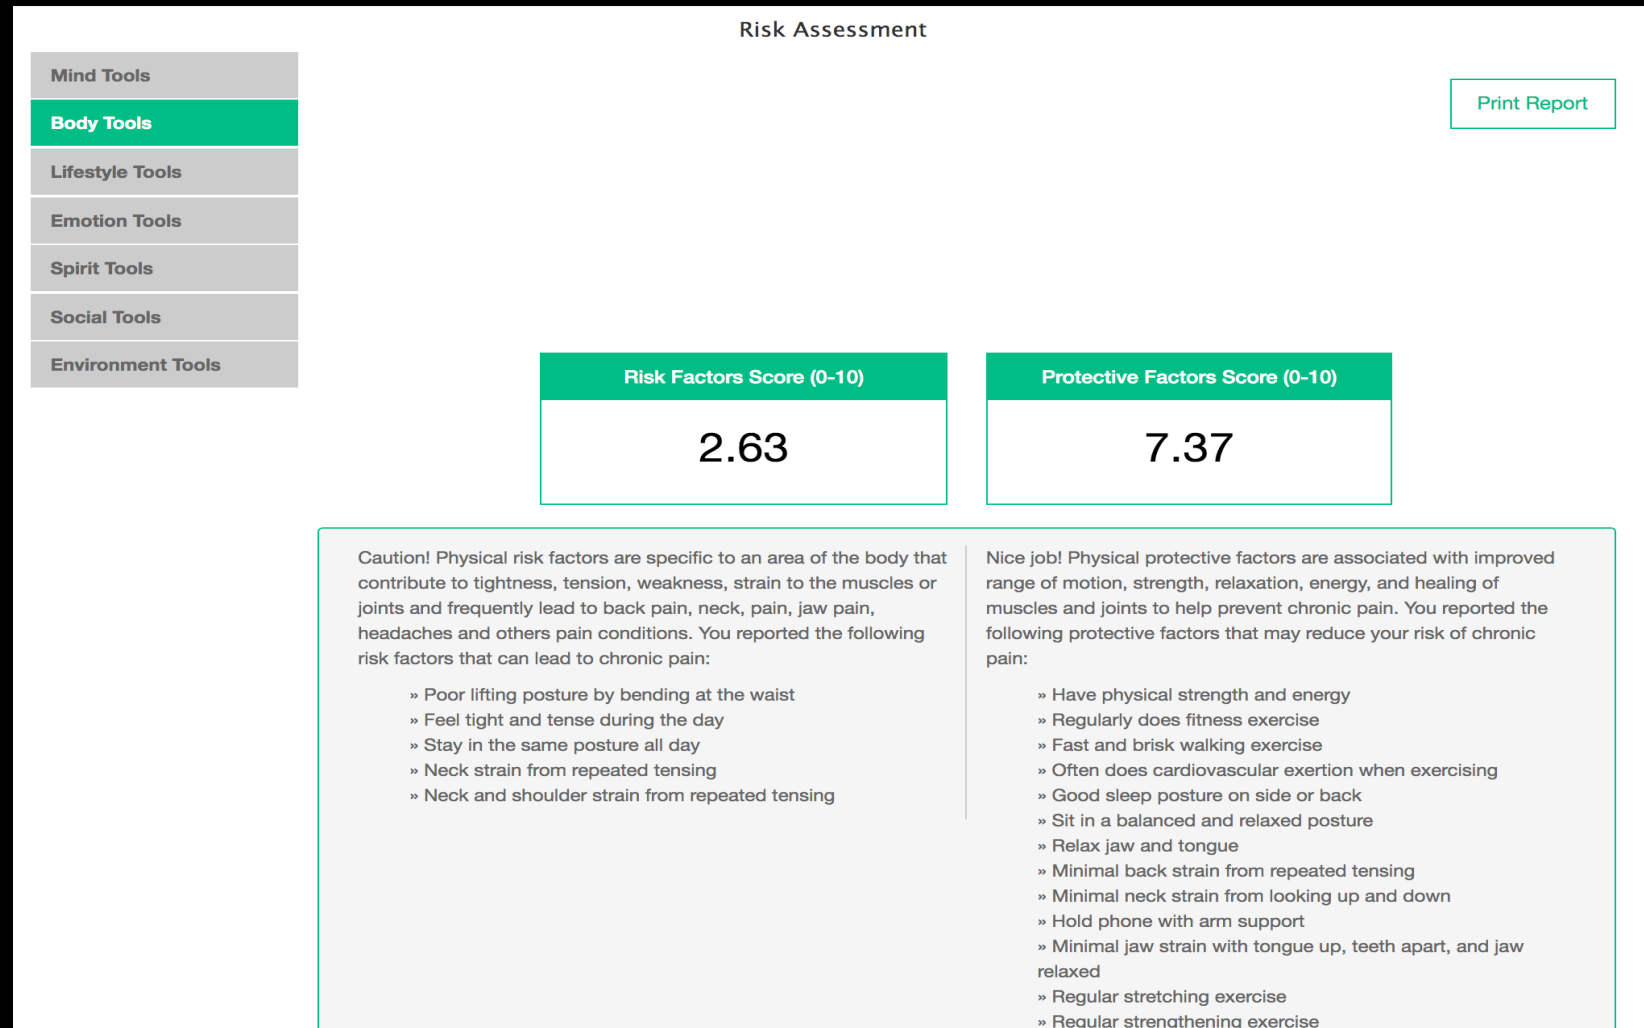 Risk Assessment
Mind Tools
Body Tools
Lifestyle Tools
Emotion Tools
Spirit Tools
Social Tools
Environment Tools
Print Report
Risk Factors Score (0-10)
2.63
Protective Factors Score (0-10)
7.37
Caution! Physical risk factors are specific to an area of the body that
contribute to tightness, tension, weakness, strain to the muscles or
joints and frequently lead to back pain, neck, pain, jaw pain,
headaches and others pain conditions. You reported the following
risk factors that can lead to chronic pain:
» Poor lifting posture by bending at the waist
» Feel tight and tense during the day
» Stay in the same posture all day
» Neck strain from repeated tensing
» Neck and shoulder strain from repeated tensing
Nice job! Physical protective factors are associated with improved
range of motion, strength, relaxation, energy, and healing of
muscles and joints to help prevent chronic pain. You reported the
following protective factors that may reduce your risk of chronic
pain:
» Have physical strength and energy
» Regularly does fitness exercise
» Fast and brisk walking exercise
» Often does cardiovascular exertion when exercising
» Good sleep posture on side or back
» Sit in a balanced and relaxed posture
» Relax jaw and tongue
» Minimal back strain from repeated tensing
» Minimal neck strain from looking up and down
» Hold phone with arm support
» Minimal jaw strain with tongue up, teeth apart, and jaw
relaxed
» Regular stretching exercise
» Regular strengthening exercise